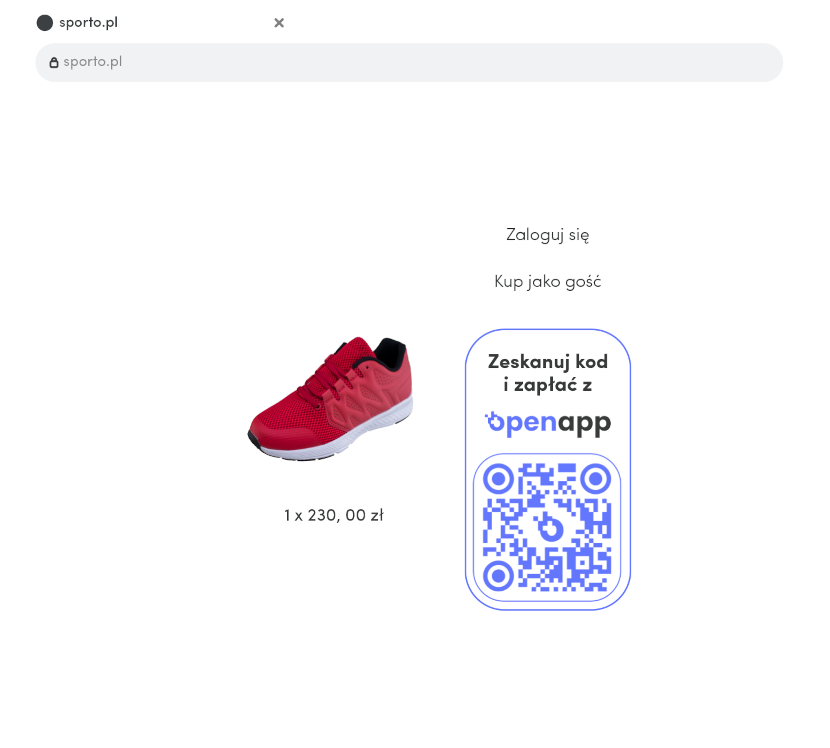 sporto.pl
sporto.pl
Zaloguj się
Kup jako gość
Zeskanuj kod
i zapłać z
openapp
1 x 230, 00 zł